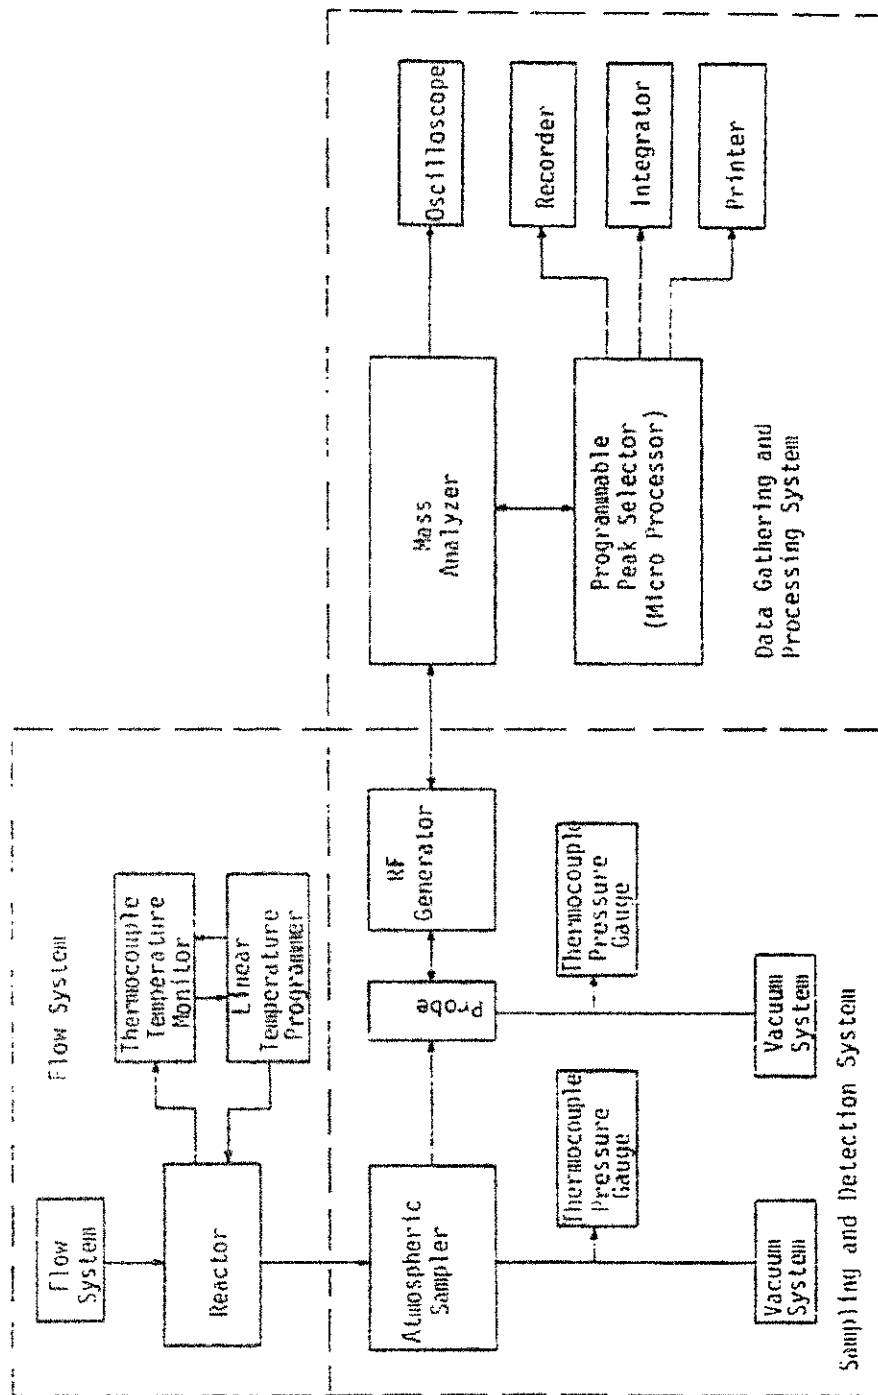 Flow System
Flow
System
Reactor
Thermocouple
Temperature
Monitor
Linear
Temperature
Programmer
Atmospheric
Sampler
Probe
RF
Generator
Thermocouple
Pressure
Gauge
Thermocouple
Pressure
Gauge
Vacuum
System
Vacuum
System
Sampling and Detection System
Mass
Analyzer
Oscilloscope
Programmable
Peak Selector
(Micro Processor)
Recorder
Integrator
Printer
Data Gathering and
Processing System